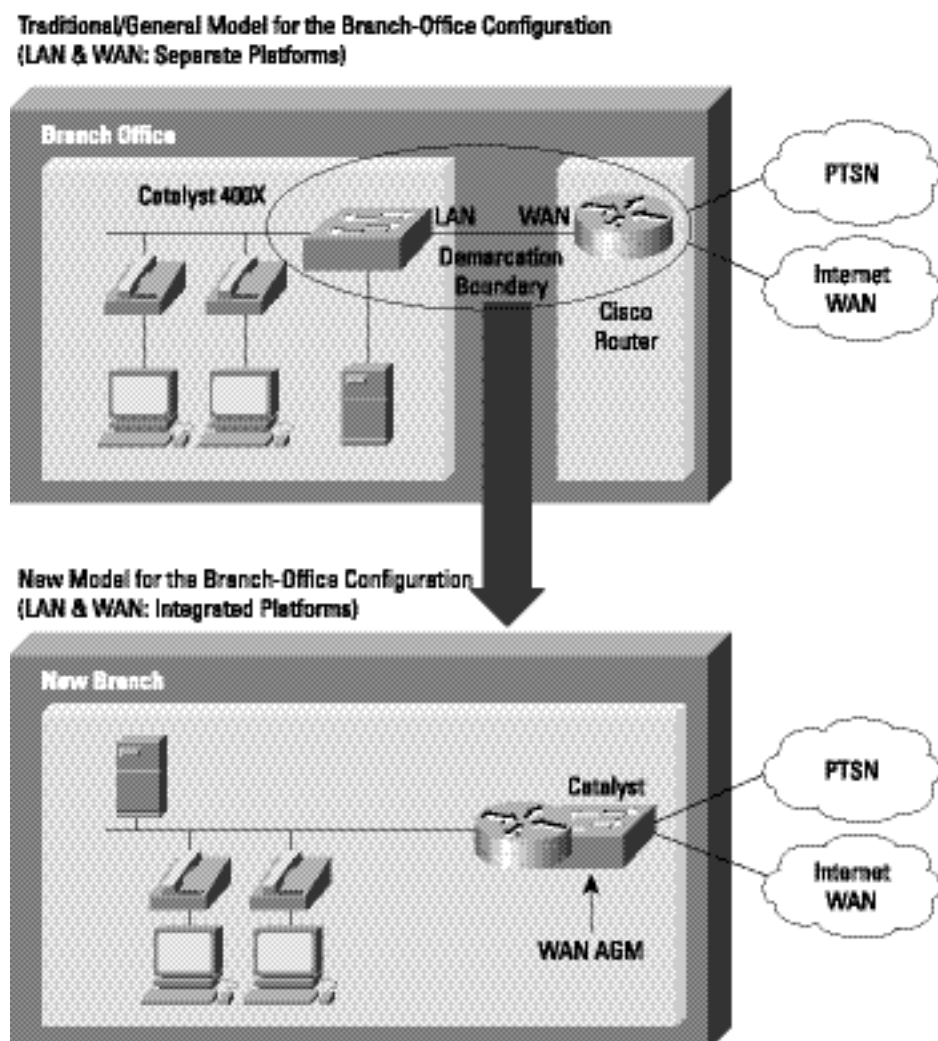 Traditional/General Model for the Branch-Office Configuration
(LAN & WAN: Separate Platforms)
Branch Office
Catalyst 400X
LAN
WAN
Demarcation
Boundary
Cisco
Router
PTSN
Internet
WAN
New Model for the Branch-Office Configuration
(LAN & WAN: Integrated Platforms)
New Branch
Catalyst
WAN AGM
PTSN
Internet
WAN